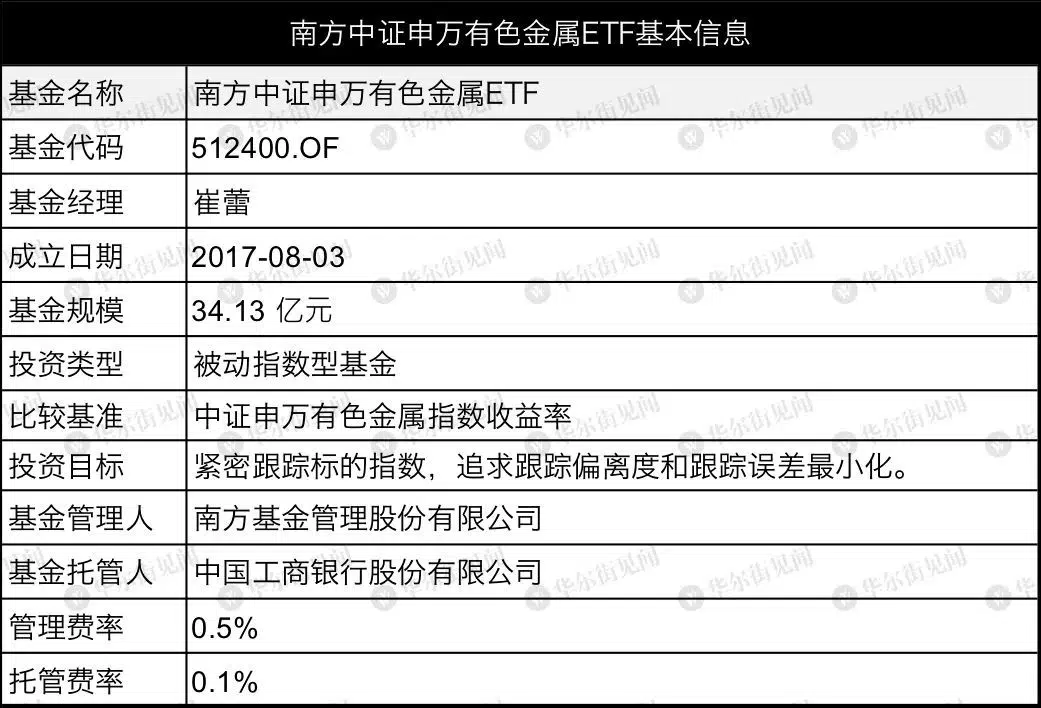 南方中证申万有色金属ETF基本信息
基金名称 南方中证申万有色金属ETF
基金代码 512400.OF
基金经理 崔蕾
成立日期 2017-08-03
基金规模 34.13 亿元
投资类型 被动指数型基金
比较基准 中证申万有色金属指数收益率
投资目标 紧密跟踪标的指数，追求跟踪偏离度和跟踪误差最小化。
基金管理人 南方基金管理股份有限公司
基金托管人 中国工商银行股份有限公司
管理费率 0.5%
托管费率 0.1%
华尔街见闻